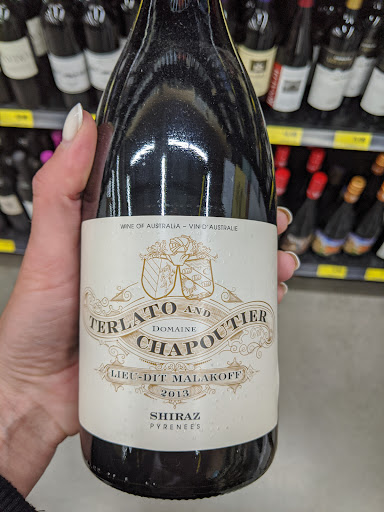 WINE OF AUSTRALIA – VIN D'AUSTRALIE
TERLATO AND
DOMAINE
CHAPOUTIER
LIEU-DIT MALAKOFF
2013
SHIRAZ
PYRENEES